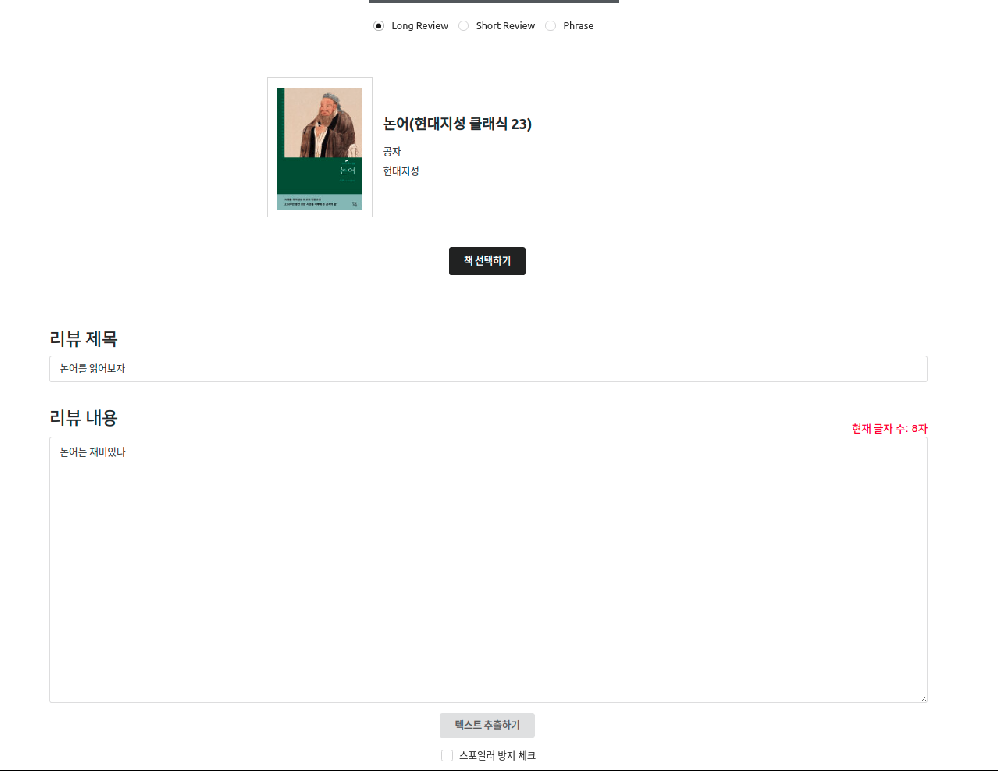 Long Review Short Review Phrase
논어
논어(현대지성 클래식 23)
공자
현대지성
책 선택하기
리뷰 제목
논어를 읽어보자
리뷰 내용
현재 글자 수: 8자
논어는 재미있다
텍스트 추출하기
스포일러 방지 체크